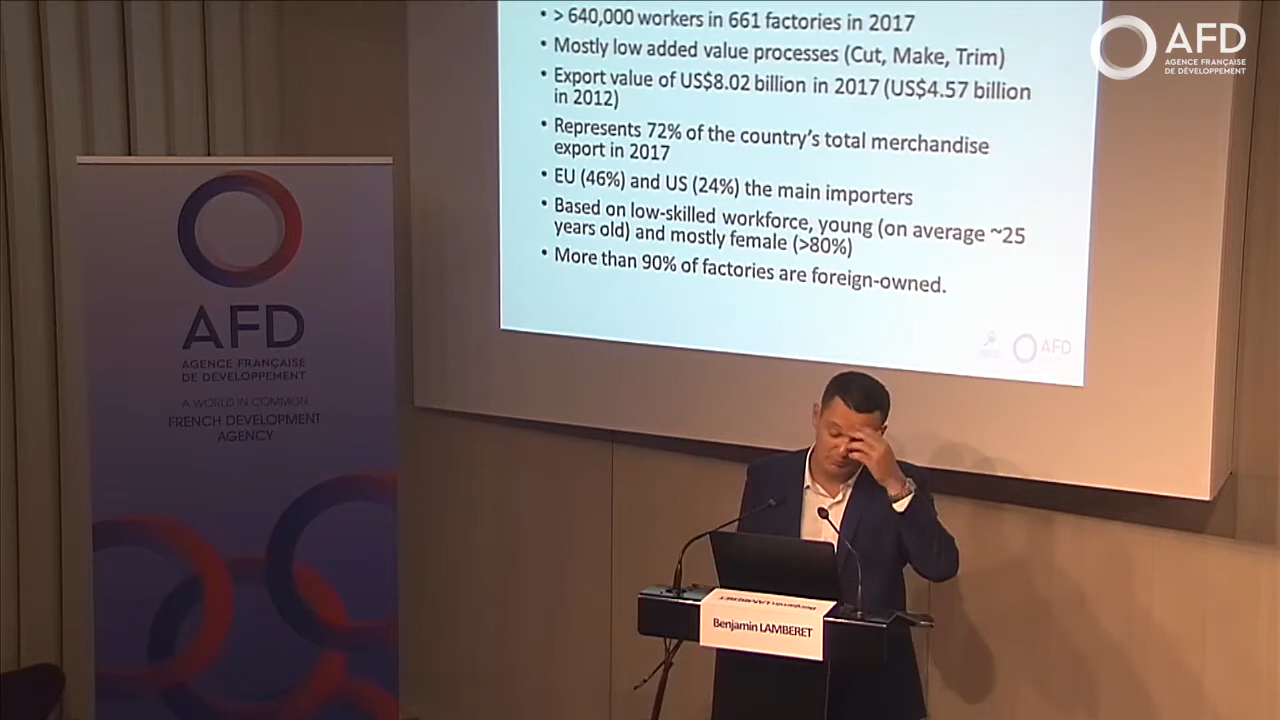 • > 640,000 workers in 661 factories in 2017
• Mostly low added value processes (Cut, Make, Trim)
• Export value of US$8.02 billion in 2017 (US$4.57 billion
in 2012)
• Represents 72% of the country's total merchandise
export in 2017
• EU (46%) and US (24%) the main importers
• Based on low-skilled workforce, young (on average ~25
years old) and mostly female (>80%)
• More than 90% of factories are foreign-owned.
AFD
AFD
AGENCE FRANÇAISE
DE DÉVELOPPEMENT
AFD
AGENCE FRANÇAISE
DE DÉVELOPPEMENT
A WORLD IN COMMON
FRENCH DEVELOPMENT
AGENCY
Benjamin LAMBERET
Benjamin LAMBERET